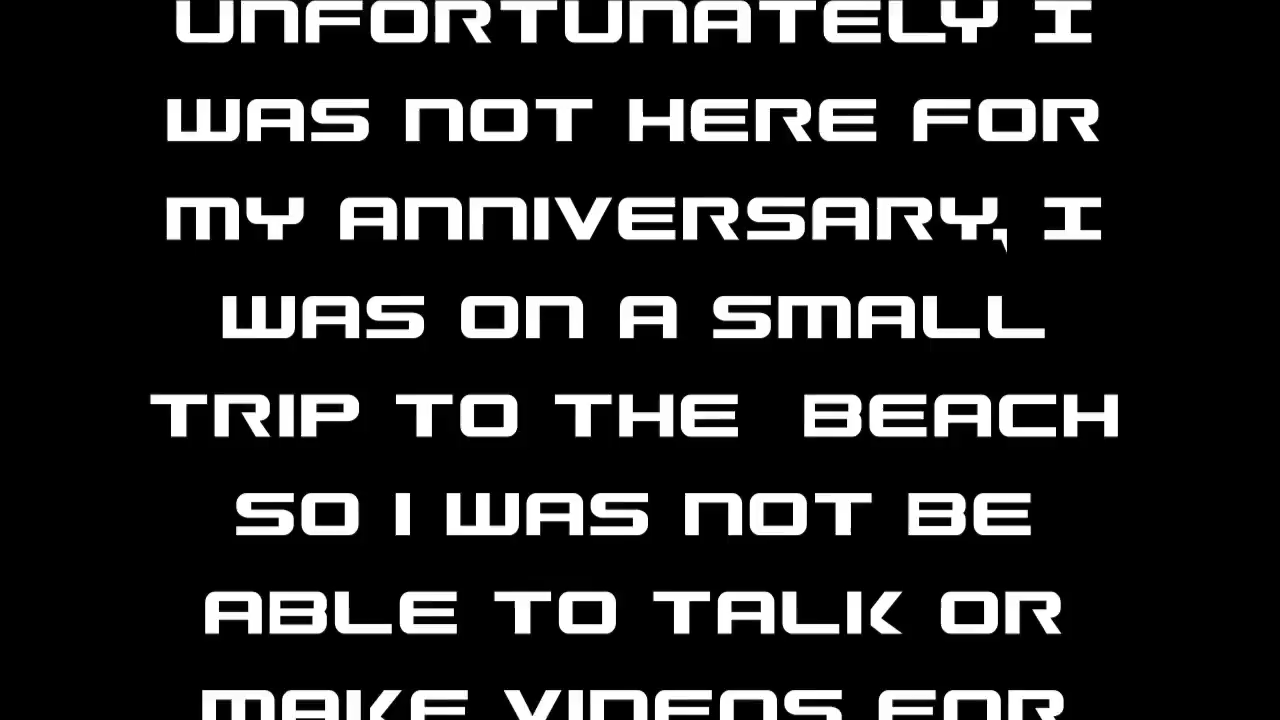 UNFORTUNATELY I
WAS NOT HERE FOR
MY ANNIVERSARY, I
WAS ON A SMALL
TRIP TO THE  BEACH
SO I WAS NOT BE
ABLE TO TALK OR
MAKE VIDEOS FOR